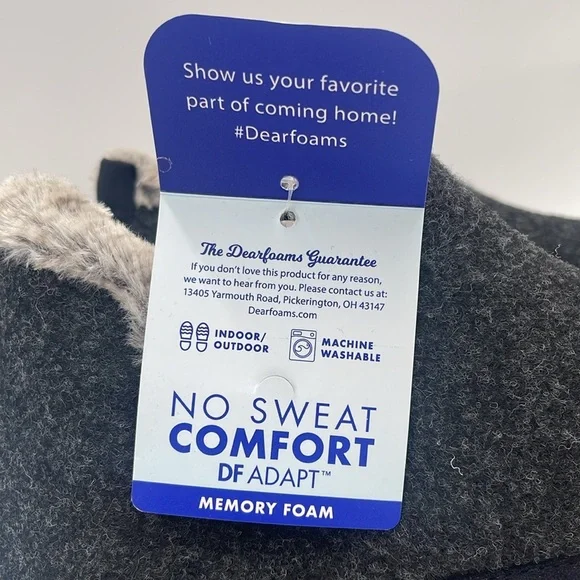 Show us your favorite
part of coming home!
#Dearfoams
The Dearfoams Guarantee
If you don't love this product for any reason,
we want to hear from you. Please contact us at:
13405 Yarmouth Road, Pickerington, OH 43147
Dearfoams.com
INDOOR/
OUTDOOR
MACHINE
WASHABLE
NO SWEAT
COMFORT
DF ADAPT™
MEMORY FOAM